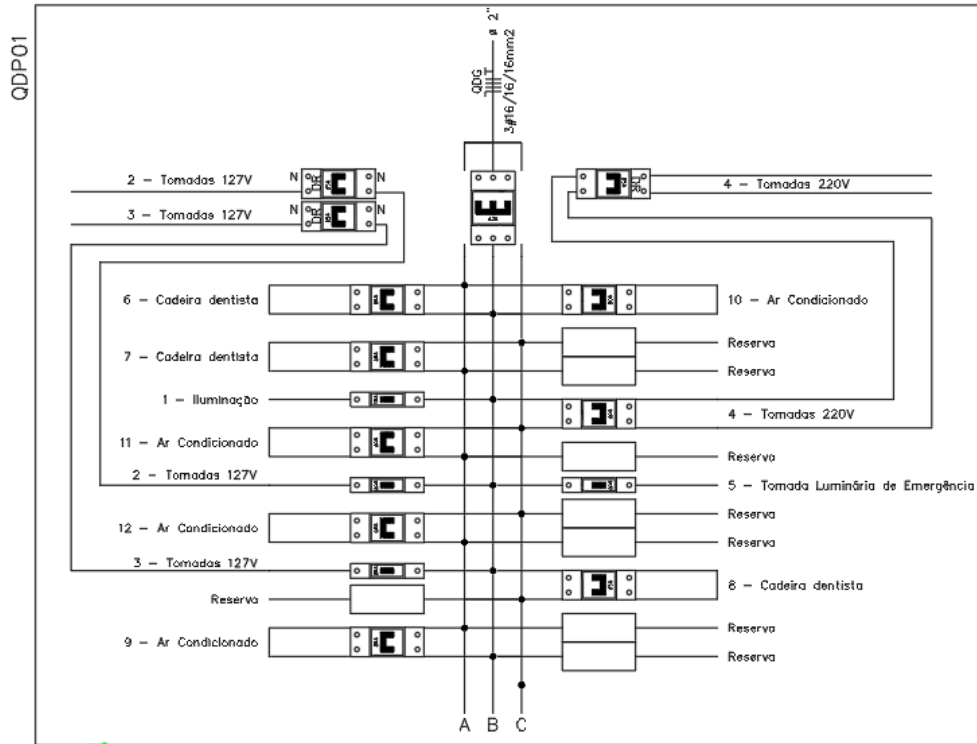 QDP01
ø 2"
QDG
3#16/16/16mm2
2 - Tomadas 127V
N
DR
N
3 - Tomadas 127V
N
DR
N
DR
4 - Tomadas 220V
6 - Cadeira dentista
10 - Ar Condicionado
7 - Cadeira dentista
Reserva
Reserva
1 - Iluminação
4 - Tomadas 220V
11 - Ar Condicionado
Reserva
2 - Tomadas 127V
5 - Tomada Luminária de Emergência
12 - Ar Condicionado
Reserva
Reserva
3 - Tomadas 127V
8 - Cadeira dentista
Reserva
9 - Ar Condicionado
Reserva
Reserva
A B C